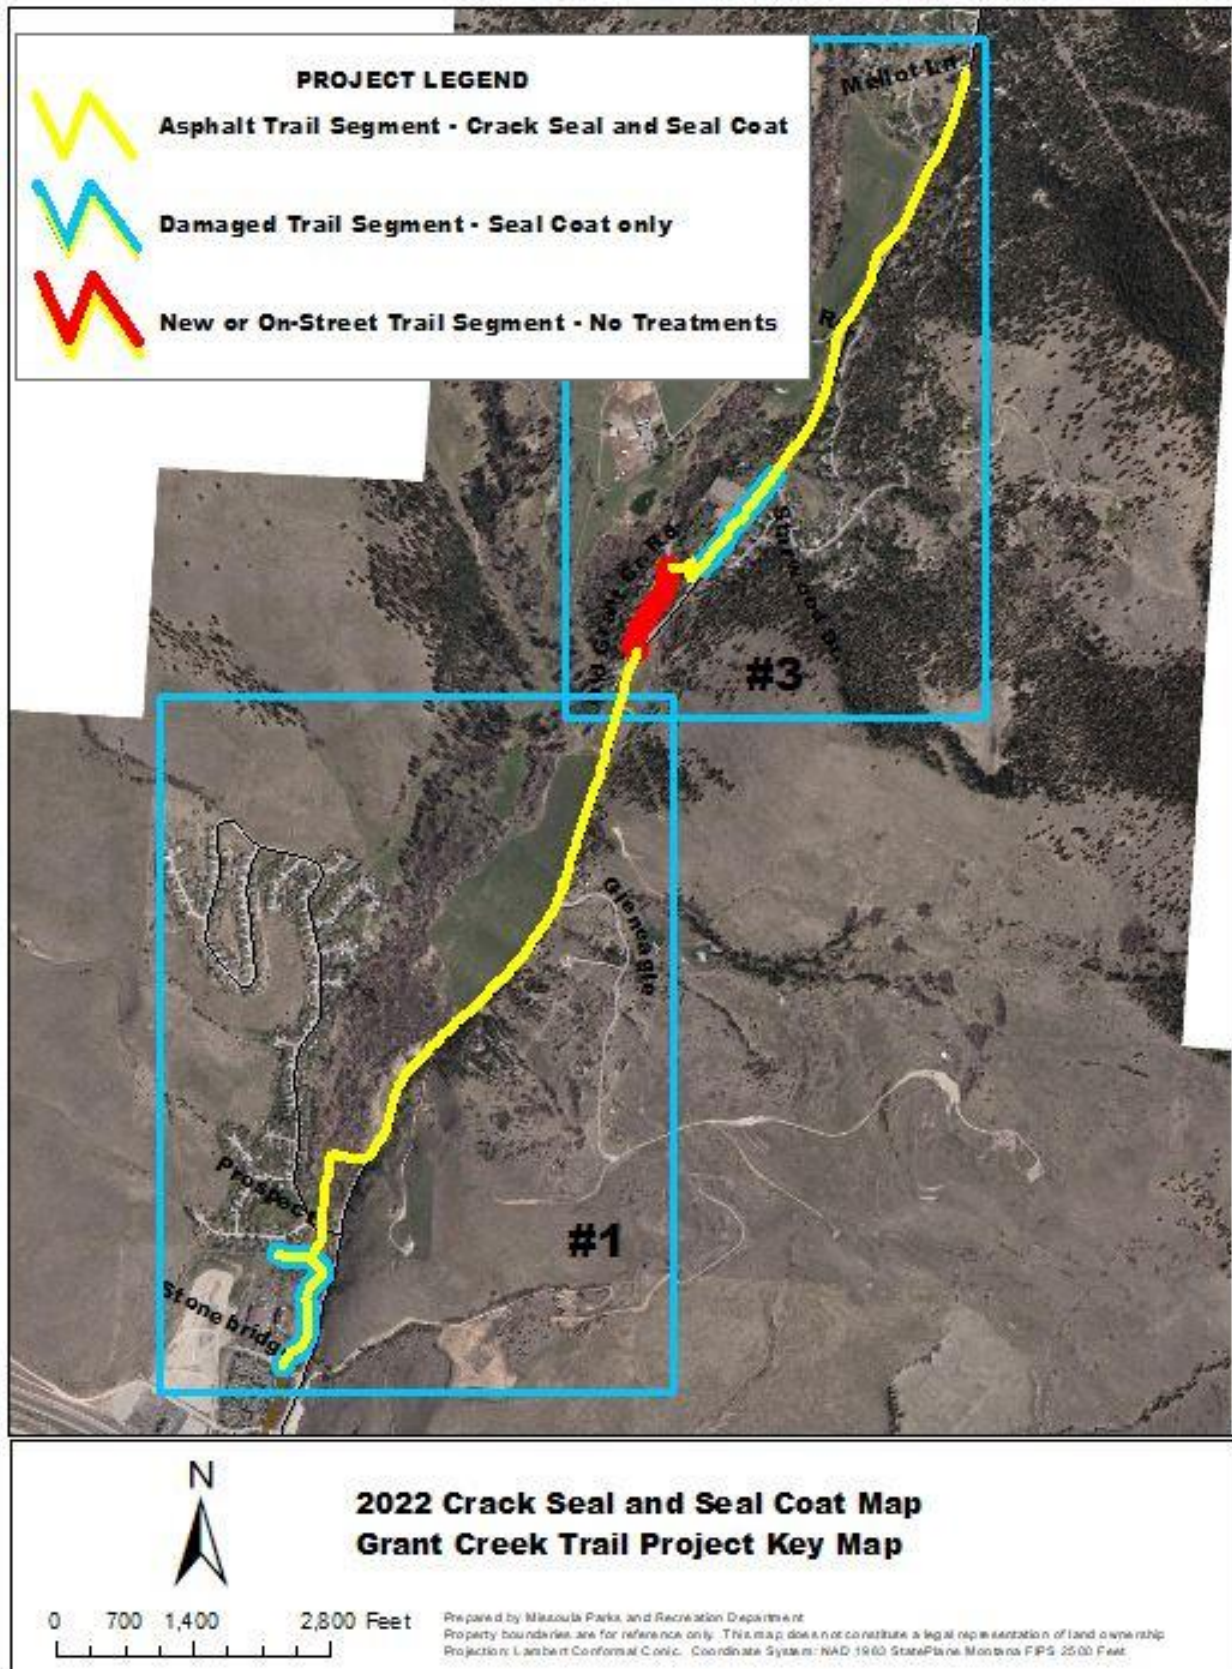 PROJECT LEGEND
Asphalt Trail Segment - Crack Seal and Seal Coat
Damaged Trail Segment - Seal Coat only
New or On-Street Trail Segment - No Treatments
Mellot Ln.
Gr. Cr. Rd.
#3
Gleneagle
Prospect
#1
Stonebridge
N
2022 Crack Seal and Seal Coat Map
Grant Creek Trail Project Key Map
0 700 1,400 2,800 Feet
Prepared by Missoula Parks and Recreation Department
Property boundaries are for reference only. This map does not constitute a legal representation of land ownership
Projection: Lambert Conformal Conic. Coordinate System: NAD 1983 StatePlane Montana FIPS 2500 Feet